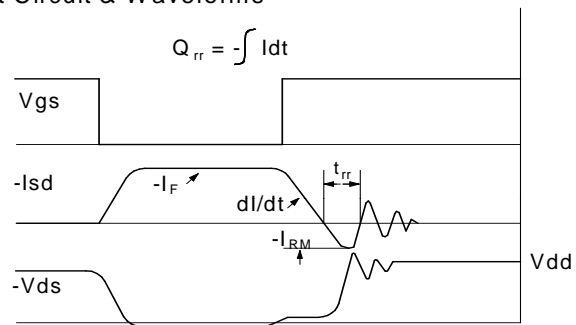 t Circuit & Waveforms
Q rr = -∫ Idt
Vgs
-Isd
-I F
dI/dt
t rr
-I RM
Vdd
-Vds